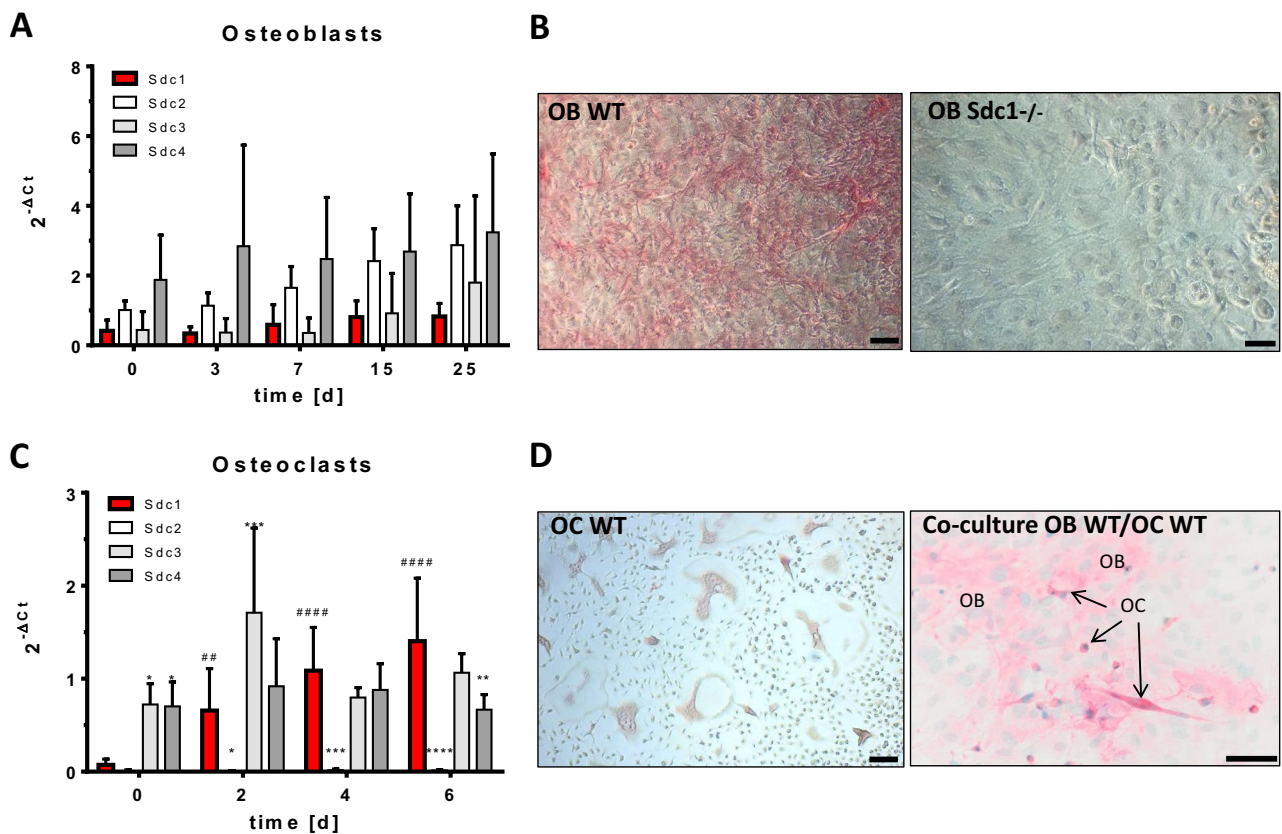 A
Osteoblasts
Sdc1
Sdc2
Sdc3
Sdc4
8
6
4
2
0
2^-ΔCt
0 3 7 15 25
time [d]
B
OB WT
OB Sdc1-/-
C
Osteoclasts
Sdc1
Sdc2
Sdc3
Sdc4
3
2
1
0
2^-ΔCt
* * ## * *** #### *** #### **** **
0 2 4 6
time [d]
D
OC WT
Co-culture OB WT/OC WT
OB
OB
OC